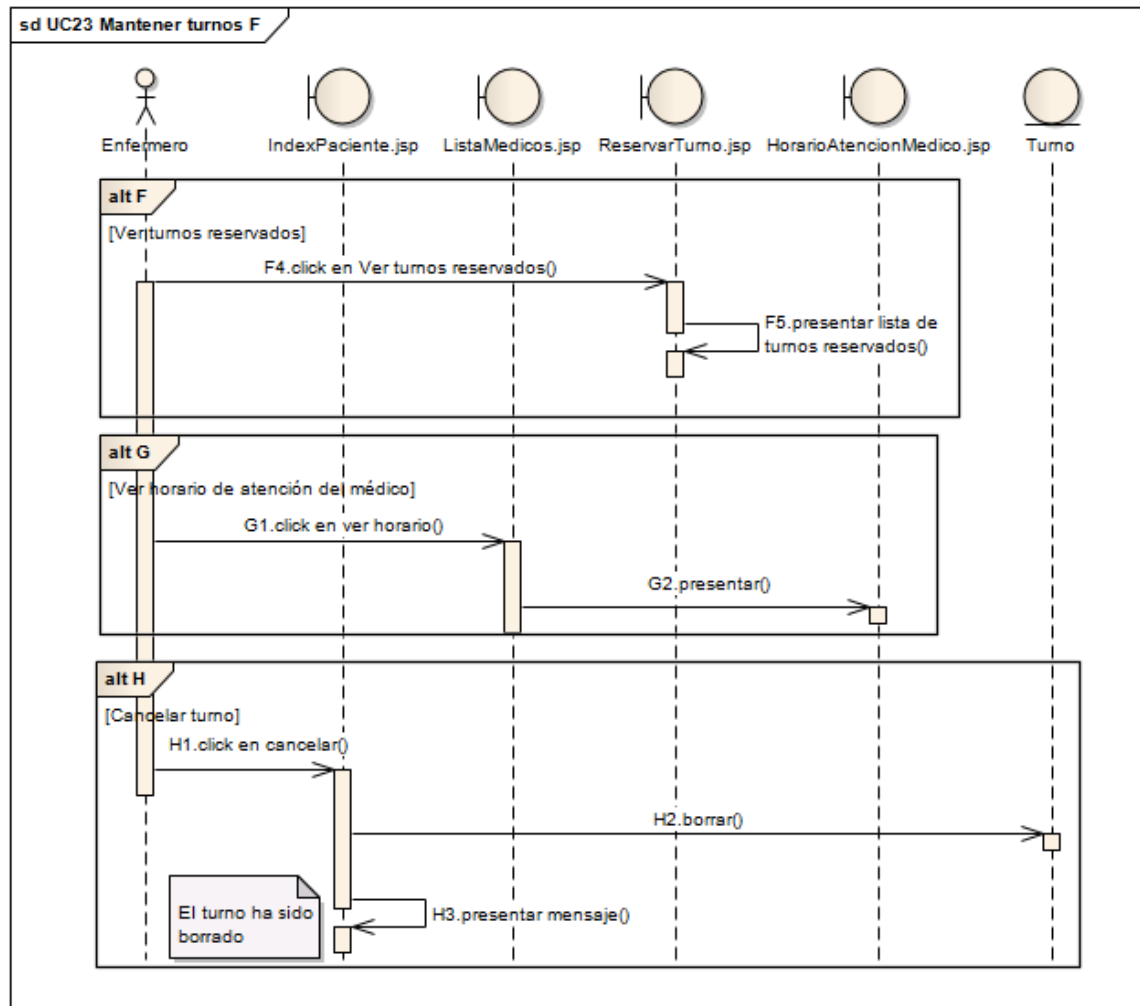 sd UC23 Mantener turnos F
Enfermero
IndexPaciente.jsp
ListaMedicos.jsp
ReservarTurno.jsp
HorarioAtencionMedico.jsp
Turno
alt F
[Ver turnos reservados]
F4.click en Ver turnos reservados()
F5.presentar lista de
turnos reservados()
alt G
[Ver horario de atención del médico]
G1.click en ver horario()
G2.presentar()
alt H
[Cancelar turno]
H1.click en cancelar()
H2.borrar()
El turno ha sido
borrado
H3.presentar mensaje()